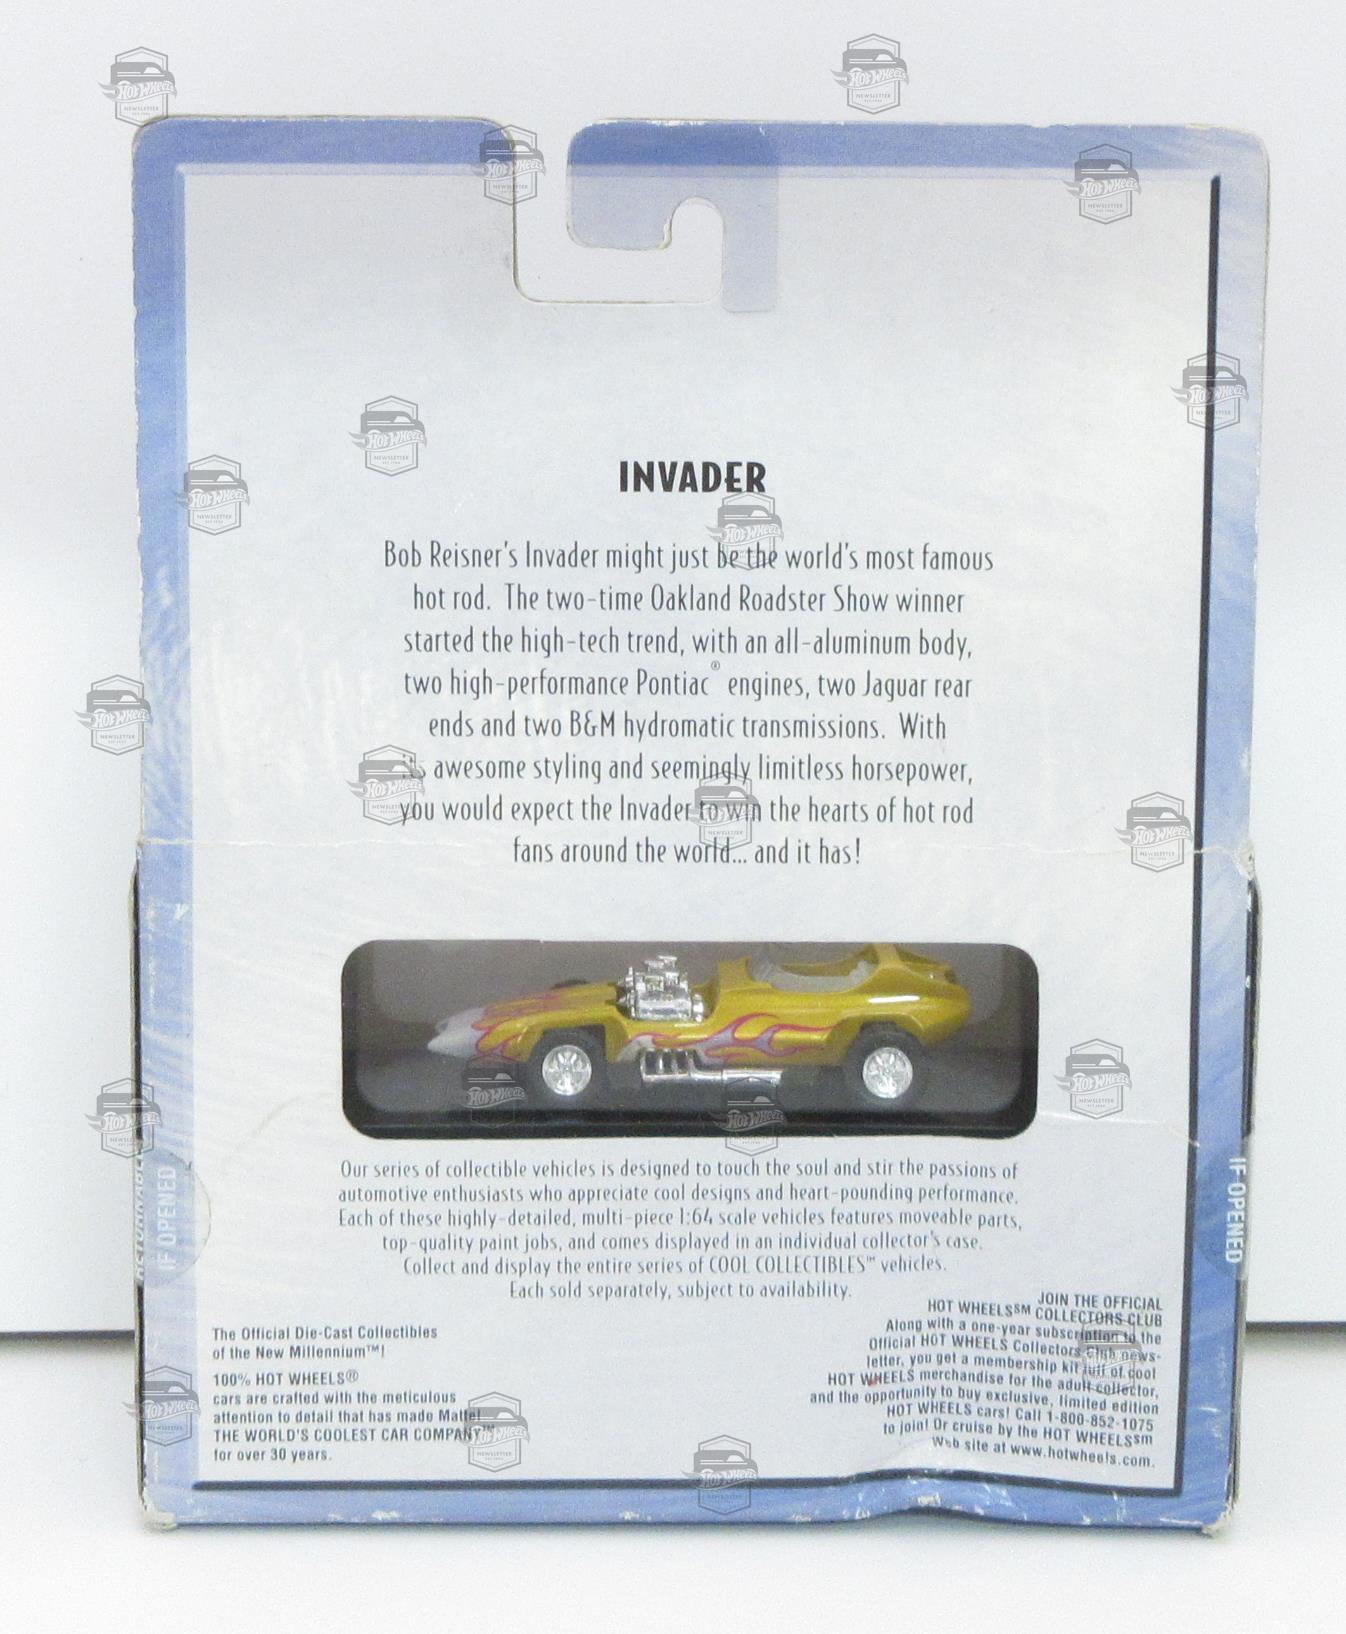 INVADER
Bob Reisner's Invader might just be the world's most famous
hot rod. The two-time Oakland Roadster Show winner
started the high-tech trend, with an all-aluminum body,
two high-performance Pontiac® engines, two Jaguar rear
ends and two B&M hydromatic transmissions. With
its awesome styling and seemingly limitless horsepower,
you would expect the Invader to win the hearts of hot rod
fans around the world... and it has!
Our series of collectible vehicles is designed to touch the soul and stir the passions of
automotive enthusiasts who appreciate cool designs and heart-pounding performance.
Each of these highly-detailed, multi-piece 1:64 scale vehicles features moveable parts,
top-quality paint jobs, and comes displayed in an individual collector's case.
Collect and display the entire series of COOL COLLECTIBLES™ vehicles.
Each sold separately, subject to availability.
The Official Die-Cast Collectibles
of the New Millennium™!
100% HOT WHEELS®
cars are crafted with the meticulous
attention to detail that has made Mattel
THE WORLD'S COOLEST CAR COMPANY™
for over 30 years.
JOIN THE OFFICIAL
HOT WHEELSSM COLLECTORS CLUB
Along with a one-year subscription to the
Official HOT WHEELS Collectors Club news-
letter, you get a membership kit full of cool
HOT WHEELS merchandise for the adult collector,
and the opportunity to buy exclusive, limited edition
HOT WHEELS cars! Call 1-800-852-1075
to join! Or cruise by the HOT WHEELSSM
Web site at www.hotwheels.com.
IF OPENED
IF OPENED
HOT WHEELS
NEWSLETTER